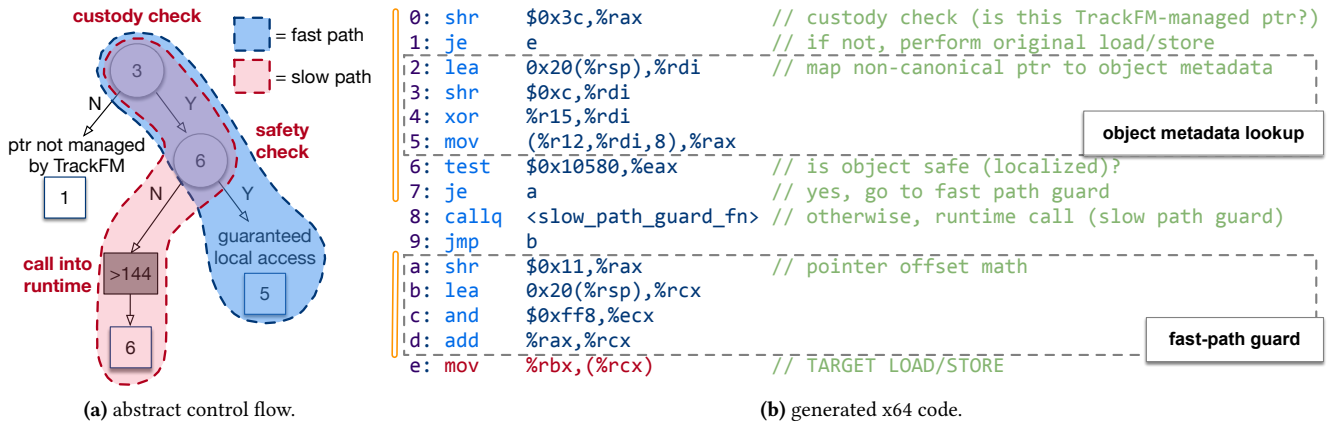 custody check
= fast path
= slow path
3
N
Y
ptr not managed
by TrackFM
1
safety
check
6
N
Y
guaranteed
local access
5
call into
runtime
>144
6
(a) abstract control flow.
0: shr $0x3c,%rax // custody check (is this TrackFM-managed ptr?)
1: je e // if not, perform original load/store
2: lea 0x20(%rsp),%rdi // map non-canonical ptr to object metadata
3: shr $0xc,%rdi
4: xor %r15,%rdi
5: mov (%r12,%rdi,8),%rax
object metadata lookup
6: test $0x10580,%eax // is object safe (localized)?
7: je a // yes, go to fast path guard
8: callq <slow_path_guard_fn> // otherwise, runtime call (slow path guard)
9: jmp b
a: shr $0x11,%rax // pointer offset math
b: lea 0x20(%rsp),%rcx
c: and $0xff8,%ecx
d: add %rax,%rcx
fast-path guard
e: mov %rbx,(%rcx) // TARGET LOAD/STORE
(b) generated x64 code.